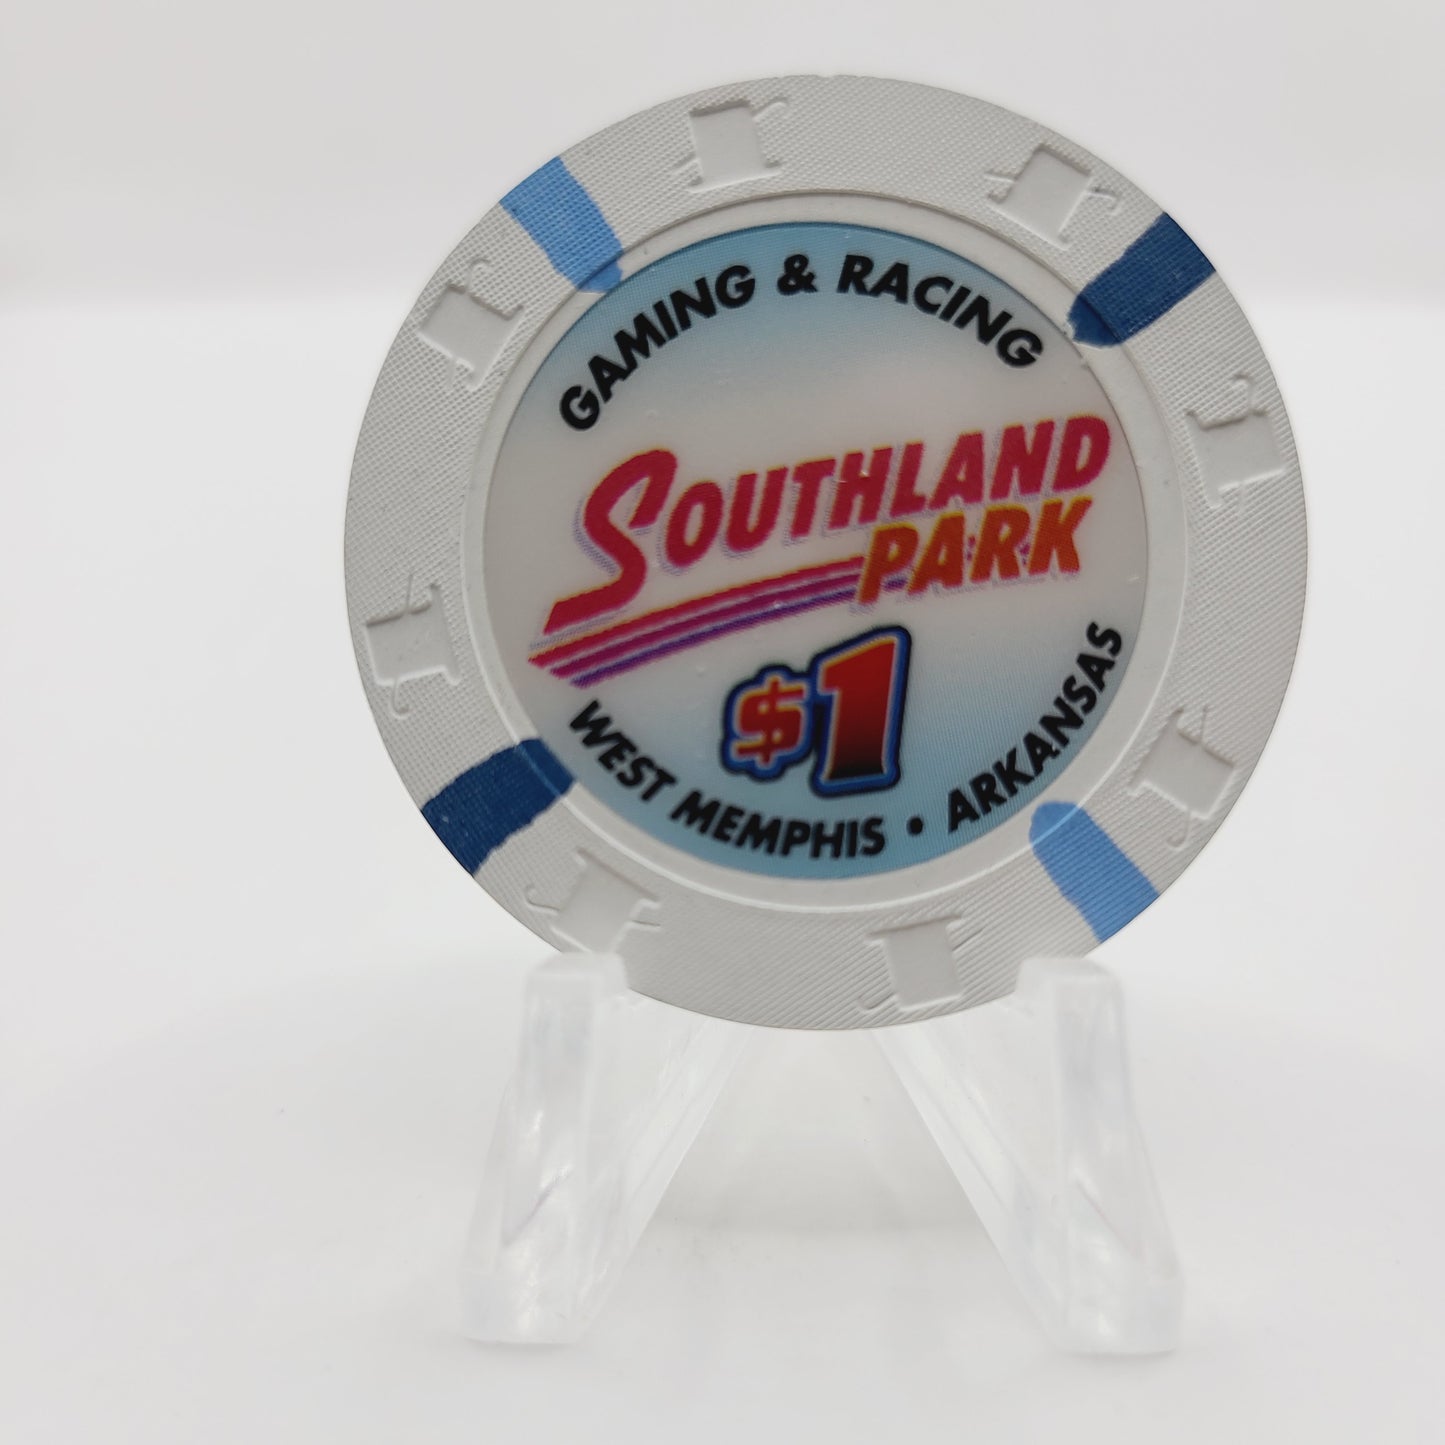 GAMING & RACING
SOUTHLAND
PARK
$1
WEST MEMPHIS • ARKANSAS